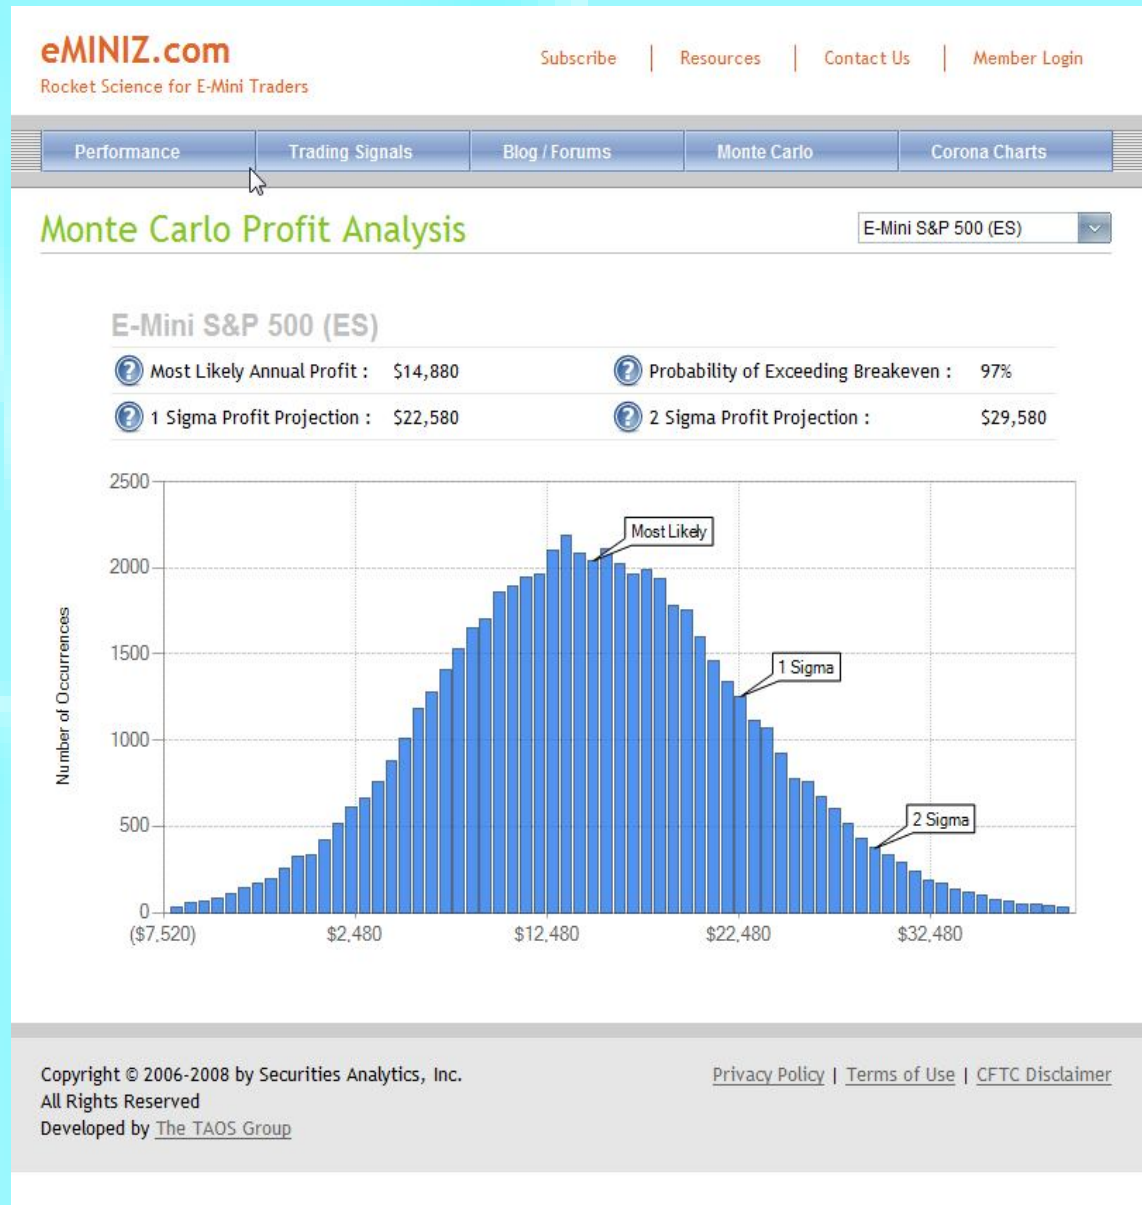 eMINIZ.com
Rocket Science for E-Mini Traders
Subscribe | Resources | Contact Us | Member Login
Performance Trading Signals Blog / Forums Monte Carlo Corona Charts
Monte Carlo Profit Analysis
E-Mini S&P 500 (ES)
E-Mini S&P 500 (ES)
? Most Likely Annual Profit : $14,880 ? Probability of Exceeding Breakeven : 97%
? 1 Sigma Profit Projection : $22,580 ? 2 Sigma Profit Projection : $29,580
Number of Occurrences
2500
2000
1500
1000
500
0
Most Likely
1 Sigma
2 Sigma
($7,520) $2,480 $12,480 $22,480 $32,480
Copyright © 2006-2008 by Securities Analytics, Inc.
All Rights Reserved
Developed by The TAOS Group
Privacy Policy | Terms of Use | CFTC Disclaimer